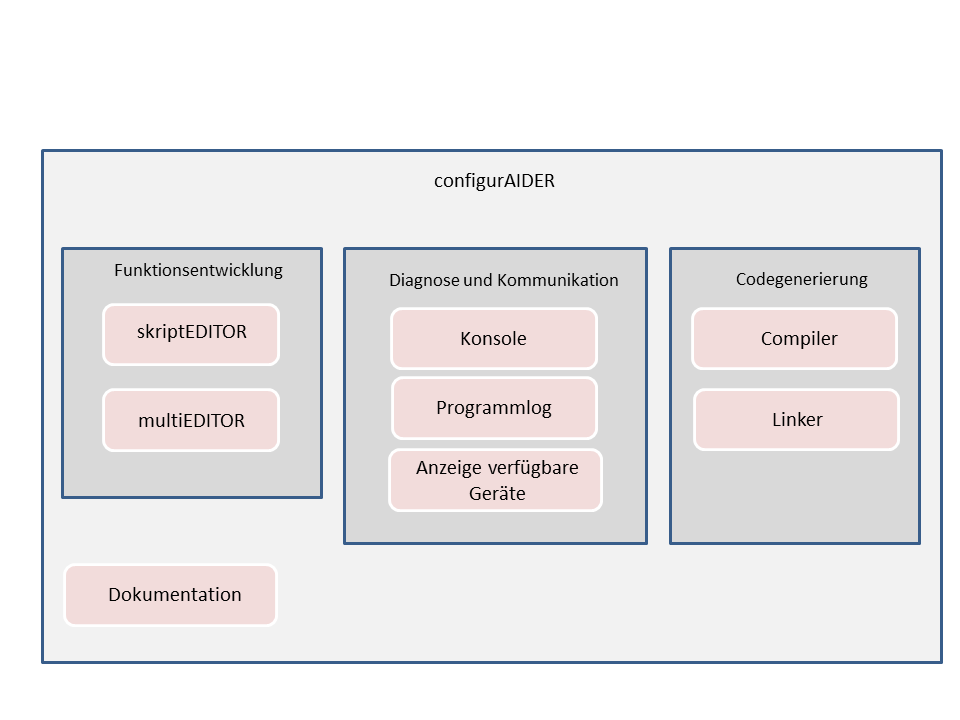 configurAIDER
Funktionsentwicklung
skriptEDITOR
multiEDITOR
Diagnose und Kommunikation
Konsole
Programmlog
Anzeige verfügbare
Geräte
Codegenerierung
Compiler
Linker
Dokumentation